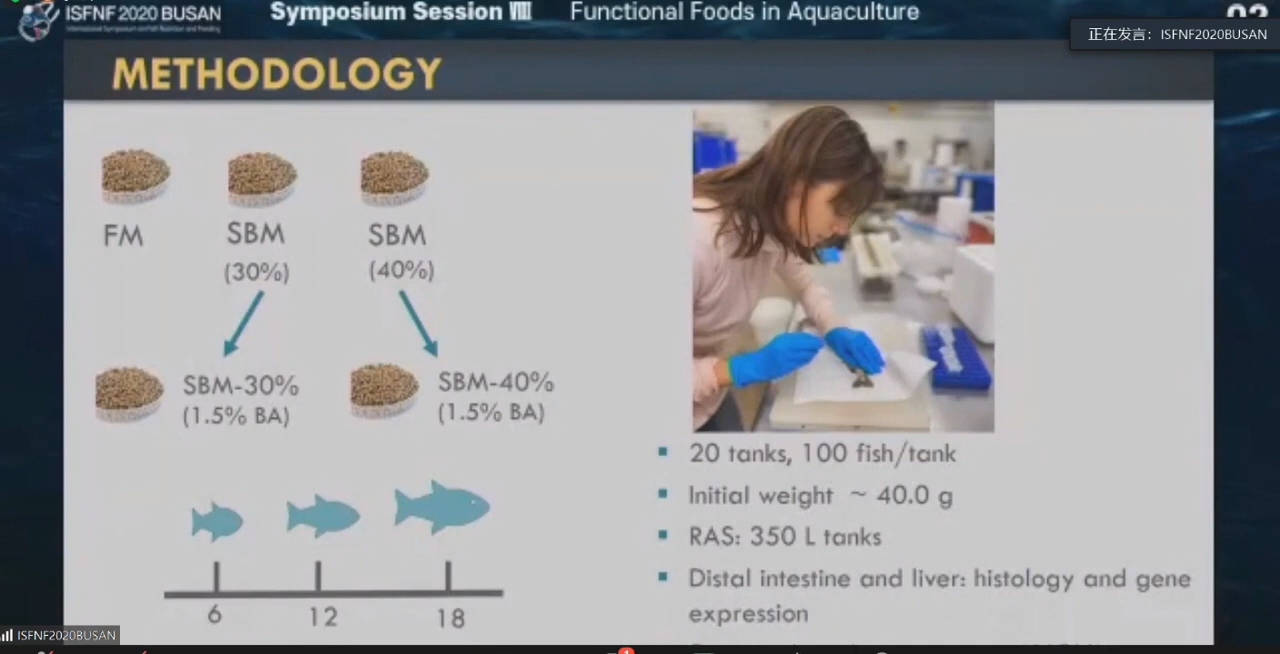 ISFNF 2020 BUSAN
Symposium Session Ⅷ Functional Foods in Aquaculture
正在发言: ISFNF2020BUSAN
METHODOLOGY
FM
SBM
(30%)
SBM
(40%)
SBM-30%
(1.5% BA)
SBM-40%
(1.5% BA)
6 12 18
▪ 20 tanks, 100 fish/tank
▪ Initial weight ~ 40.0 g
▪ RAS: 350 L tanks
▪ Distal intestine and liver: histology and gene
expression
ISFNF2020BUSAN
1